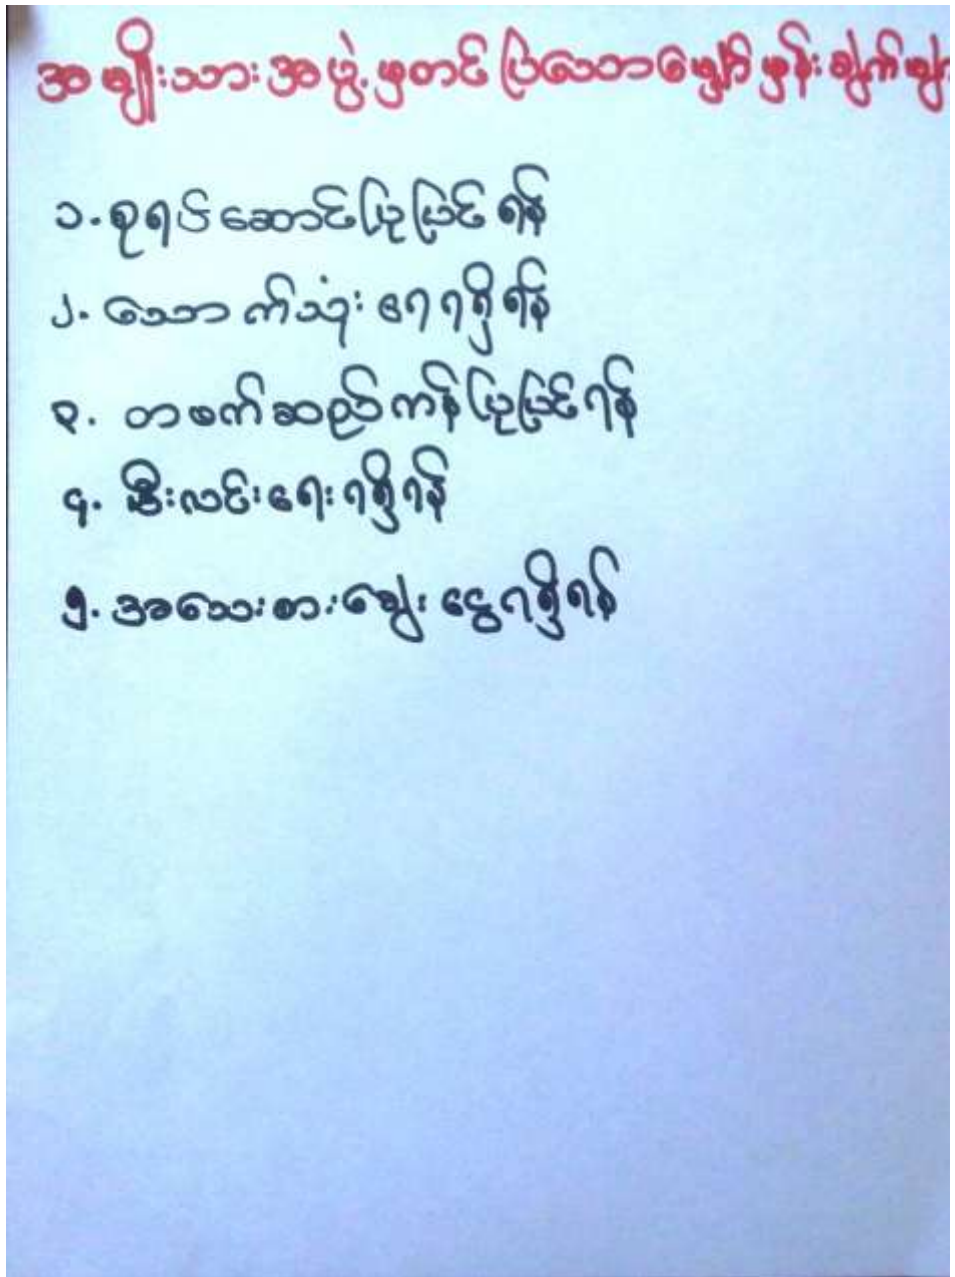 အမျိုးသားအဖွဲ့မှတင်ပြသောမျှော်မှန်းချက်များ
၁. စုရပ်ဆောင်ပြုပြင်ရန်
၂. သောက်သုံးရေရရှိရန်
၃. တဖက်ဆည်ကန်ပြုပြင်ရန်
၄. မီးလင်းရေးရရှိရန်
၅. အသေးစားချေးငွေရရှိရန်